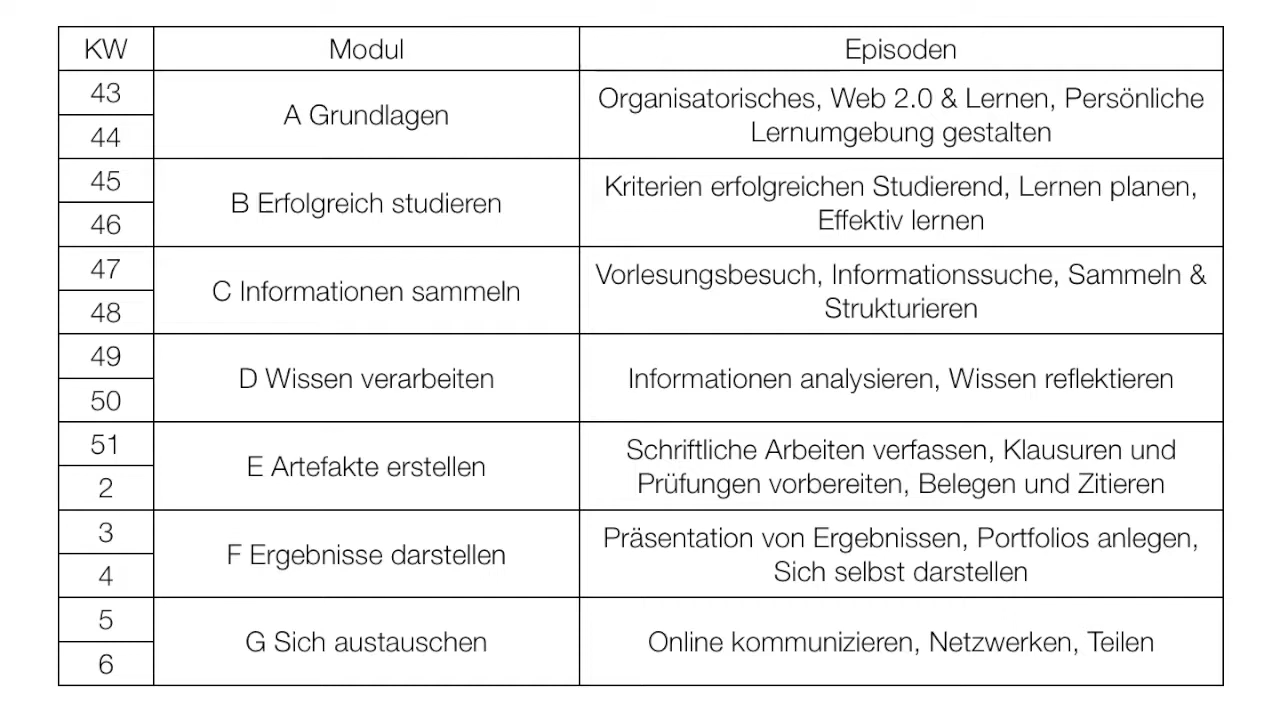 KW Modul Episoden
43
A Grundlagen
Organisatorisches, Web 2.0 & Lernen, Persönliche
Lernumgebung gestalten
44
45
B Erfolgreich studieren
Kriterien erfolgreichen Studierend, Lernen planen,
Effektiv lernen
46
47
C Informationen sammeln
Vorlesungsbesuch, Informationssuche, Sammeln &
Strukturieren
48
49
D Wissen verarbeiten
Informationen analysieren, Wissen reflektieren
50
51
E Artefakte erstellen
Schriftliche Arbeiten verfassen, Klausuren und
Prüfungen vorbereiten, Belegen und Zitieren
2
3
F Ergebnisse darstellen
Präsentation von Ergebnissen, Portfolios anlegen,
Sich selbst darstellen
4
5
G Sich austauschen
Online kommunizieren, Netzwerken, Teilen
6